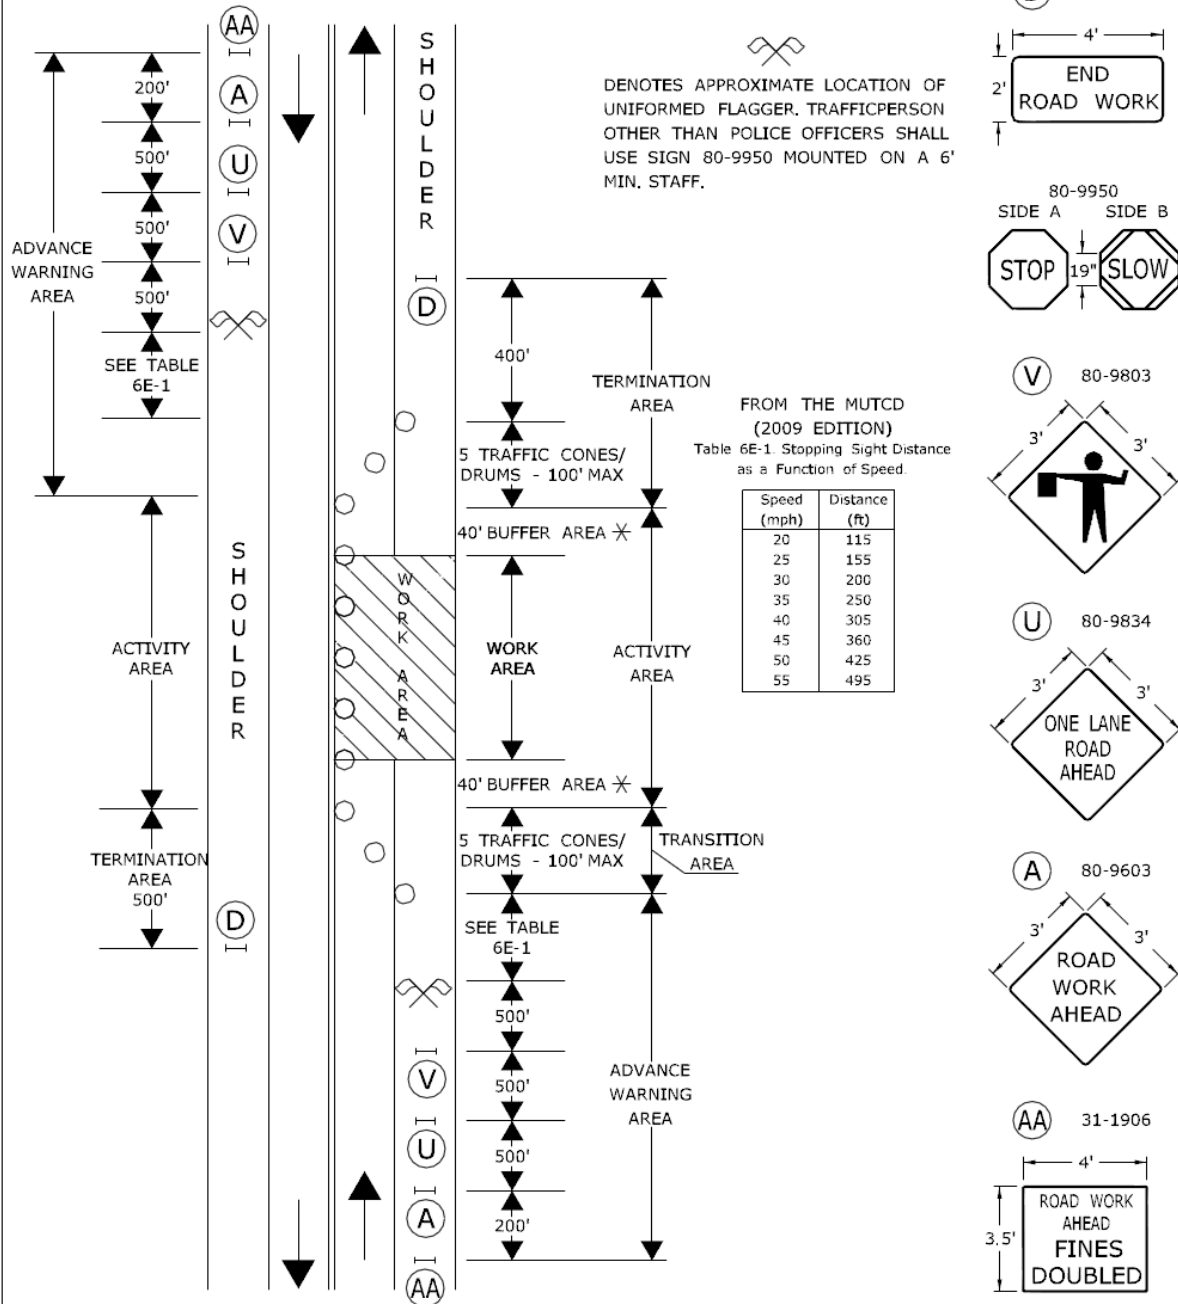 AA
200'
A
500'
U
500'
V
ADVANCE
WARNING
AREA
500'
SEE TABLE
6E-1
SHOULDER
ACTIVITY
AREA
TERMINATION
AREA
500'
D
SHOULDER
D
400'
TERMINATION
AREA
5 TRAFFIC CONES/
DRUMS - 100' MAX
40' BUFFER AREA
WORK AREA
WORK
AREA
ACTIVITY
AREA
40' BUFFER AREA
5 TRAFFIC CONES/
DRUMS - 100' MAX
TRANSITION
AREA
SEE TABLE
6E-1
500'
V
500'
ADVANCE
WARNING
AREA
U
500'
A
200'
AA
DENOTES APPROXIMATE LOCATION OF
UNIFORMED FLAGGER. TRAFFICPERSON
OTHER THAN POLICE OFFICERS SHALL
USE SIGN 80-9950 MOUNTED ON A 6'
MIN. STAFF.
FROM THE MUTCD
(2009 EDITION)
Table 6E-1. Stopping Sight Distance
as a Function of Speed.
Speed Distance
(mph) (ft)
20 115
25 155
30 200
35 250
40 305
45 360
50 425
55 495
4'
2'
END
ROAD WORK
80-9950
SIDE A SIDE B
STOP 19" SLOW
V 80-9803
3' 3'
U 80-9834
3' 3'
ONE LANE
ROAD
AHEAD
A 80-9603
3' 3'
ROAD
WORK
AHEAD
AA 31-1906
4'
3.5'
ROAD WORK
AHEAD
FINES
DOUBLED